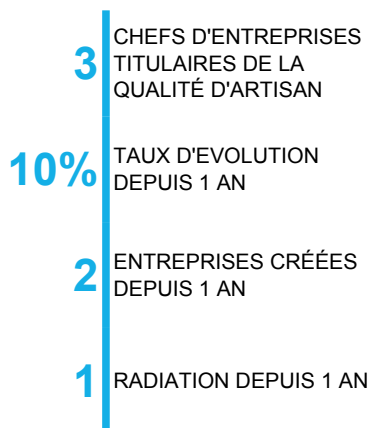 3
CHEFS D'ENTREPRISES
TITULAIRES DE LA
QUALITÉ D'ARTISAN
10%
TAUX D'EVOLUTION
DEPUIS 1 AN
2
ENTREPRISES CRÉÉES
DEPUIS 1 AN
1
RADIATION DEPUIS 1 AN